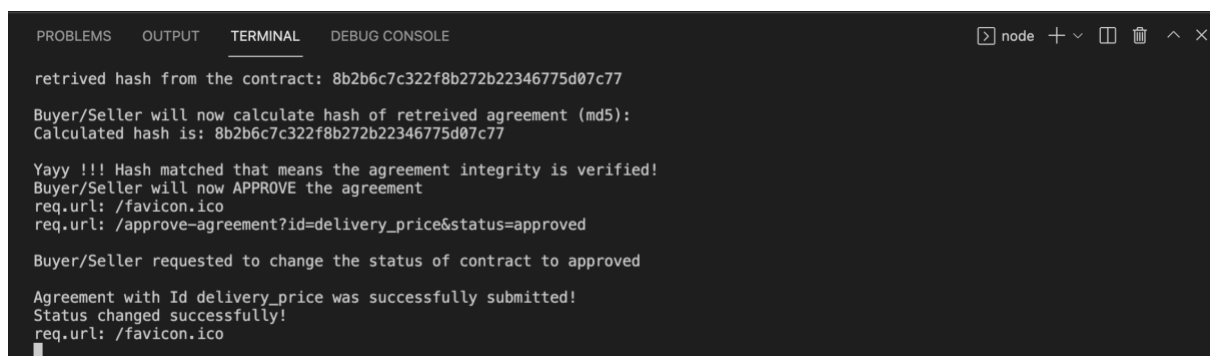 PROBLEMS OUTPUT TERMINAL DEBUG CONSOLE node
retrived hash from the contract: 8b2b6c7c322f8b272b22346775d07c77
Buyer/Seller will now calculate hash of retreived agreement (md5):
Calculated hash is: 8b2b6c7c322f8b272b22346775d07c77
Yayy !!! Hash matched that means the agreement integrity is verified!
Buyer/Seller will now APPROVE the agreement
req.url: /favicon.ico
req.url: /approve-agreement?id=delivery_price&status=approved
Buyer/Seller requested to change the status of contract to approved
Agreement with Id delivery_price was successfully submitted!
Status changed successfully!
req.url: /favicon.ico